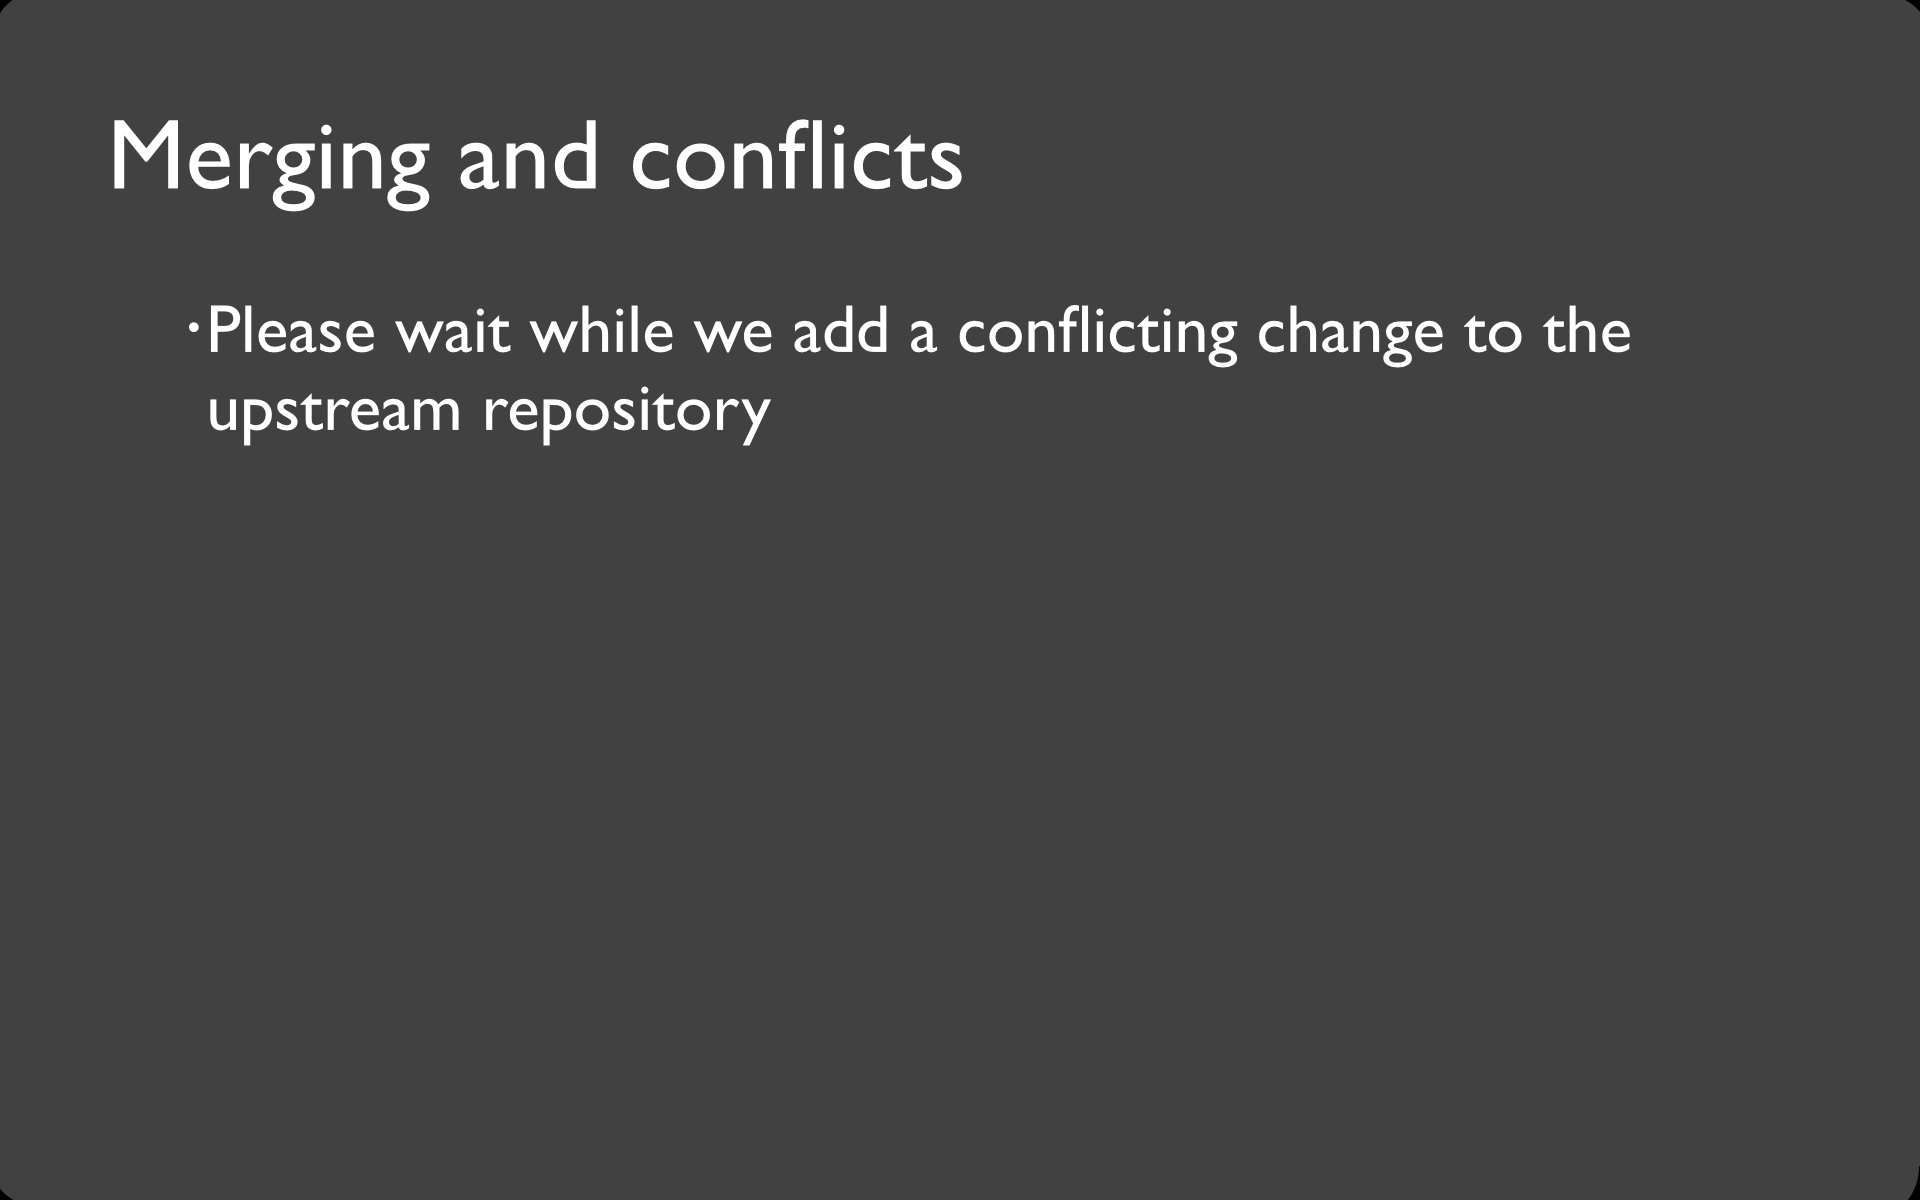 Merging and conflicts
•Please wait while we add a conflicting change to the
upstream repository